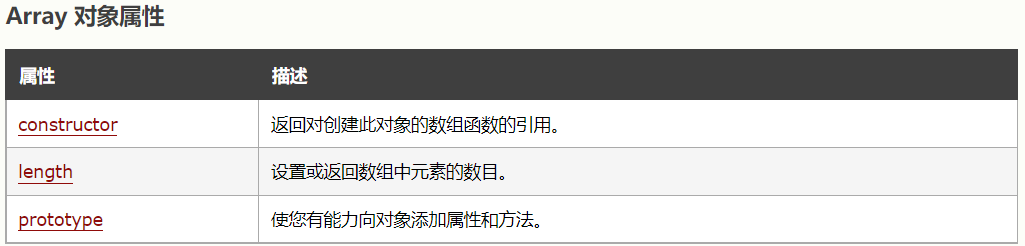 Array 对象属性
属性 描述
constructor 返回对创建此对象的数组函数的引用。
length 设置或返回数组中元素的数目。
prototype 使您有能力向对象添加属性和方法。